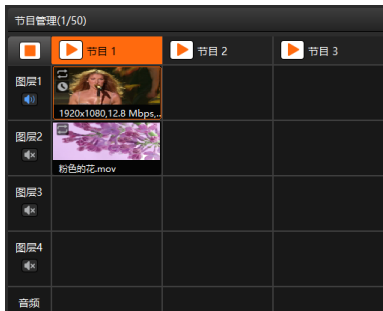 节目管理(1/50)
节目 1
节目 2
节目 3
图层1
1920x1080,12.8 Mbps,..
图层2
粉色的花.mov
图层3
图层4
音频